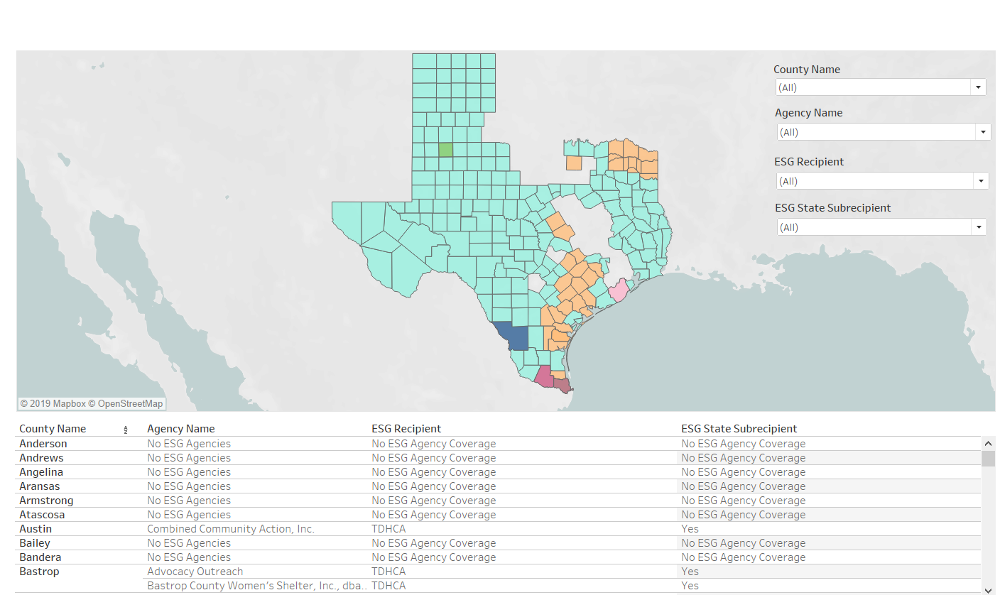 County Name
(All)
Agency Name
(All)
ESG Recipient
(All)
ESG State Subrecipient
(All)
© 2019 Mapbox © OpenStreetMap
County Name AZ Agency Name ESG Recipient ESG State Subrecipient
Anderson No ESG Agencies No ESG Agency Coverage No ESG Agency Coverage
Andrews No ESG Agencies No ESG Agency Coverage No ESG Agency Coverage
Angelina No ESG Agencies No ESG Agency Coverage No ESG Agency Coverage
Aransas No ESG Agencies No ESG Agency Coverage No ESG Agency Coverage
Armstrong No ESG Agencies No ESG Agency Coverage No ESG Agency Coverage
Atascosa No ESG Agencies No ESG Agency Coverage No ESG Agency Coverage
Austin Combined Community Action, Inc. TDHCA Yes
Bailey No ESG Agencies No ESG Agency Coverage No ESG Agency Coverage
Bandera No ESG Agencies No ESG Agency Coverage No ESG Agency Coverage
Bastrop Advocacy Outreach TDHCA Yes
Bastrop County Women's Shelter, Inc., dba.. TDHCA Yes